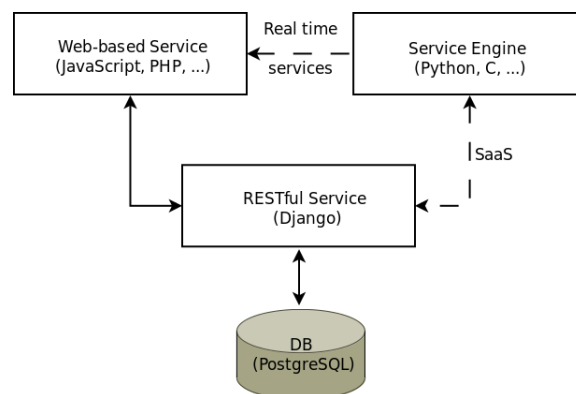 Web-based Service
(JavaScript, PHP, ...)
Real time
services
Service Engine
(Python, C, ...)
SaaS
RESTful Service
(Django)
DB
(PostgreSQL)